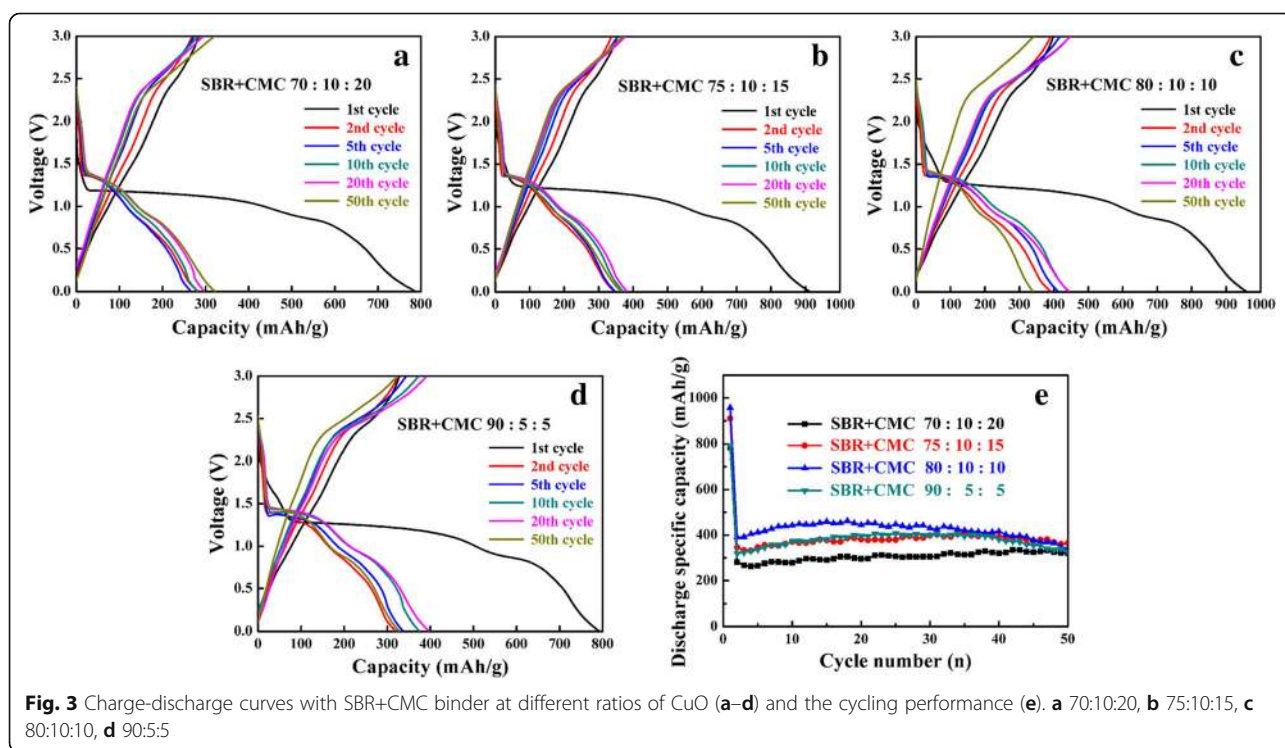 a
SBR+CMC 70 : 10 : 20
1st cycle
2nd cycle
5th cycle
10th cycle
20th cycle
50th cycle
Voltage (V)
3.0
2.5
2.0
1.5
1.0
0.5
0.0
0 100 200 300 400 500 600 700 800
Capacity (mAh/g)
b
SBR+CMC 75 : 10 : 15
1st cycle
2nd cycle
5th cycle
10th cycle
20th cycle
50th cycle
Voltage (V)
3.0
2.5
2.0
1.5
1.0
0.5
0.0
0 100 200 300 400 500 600 700 800 900 1000
Capacity (mAh/g)
c
SBR+CMC 80 : 10 : 10
1st cycle
2nd cycle
5th cycle
10th cycle
20th cycle
50th cycle
Voltage (V)
3.0
2.5
2.0
1.5
1.0
0.5
0.0
0 100 200 300 400 500 600 700 800 900 1000
Capacity (mAh/g)
d
SBR+CMC 90 : 5 : 5
1st cycle
2nd cycle
5th cycle
10th cycle
20th cycle
50th cycle
Voltage (V)
3.0
2.5
2.0
1.5
1.0
0.5
0.0
0 100 200 300 400 500 600 700 800
Capacity (mAh/g)
e
SBR+CMC 70 : 10 : 20
SBR+CMC 75 : 10 : 15
SBR+CMC 80 : 10 : 10
SBR+CMC 90 : 5 : 5
Discharge specific capacity (mAh/g)
1000
800
600
400
200
0
0 10 20 30 40 50
Cycle number (n)
Fig. 3 Charge-discharge curves with SBR+CMC binder at different ratios of CuO (a–d) and the cycling performance (e). a 70:10:20, b 75:10:15, c
80:10:10, d 90:5:5